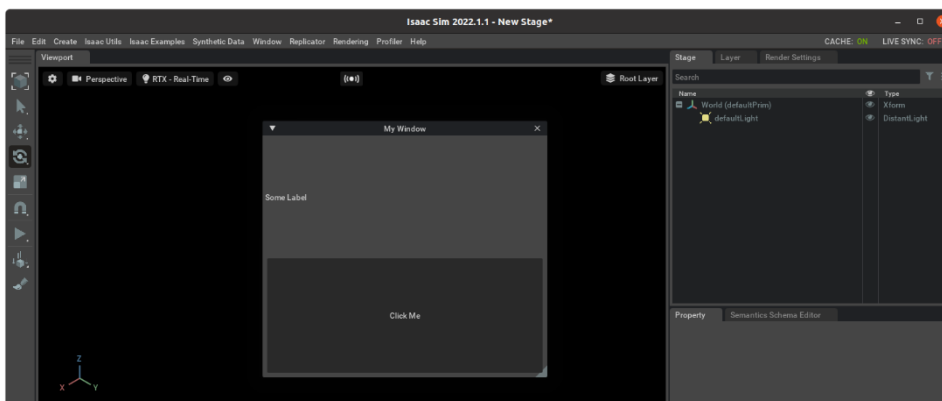 Isaac Sim 2022.1.1 - New Stage*
File Edit Create Isaac Utils Isaac Examples Synthetic Data Window Replicator Rendering Profiler Help CACHE: ON LIVE SYNC: OFF
Viewport
Perspective RTX - Real-Time Root Layer
My Window
Some Label
Click Me
Z
X Y
Stage Layer Render Settings
Search
Name Type
World (defaultPrim) Xform
defaultLight DistantLight
Property Semantics Schema Editor